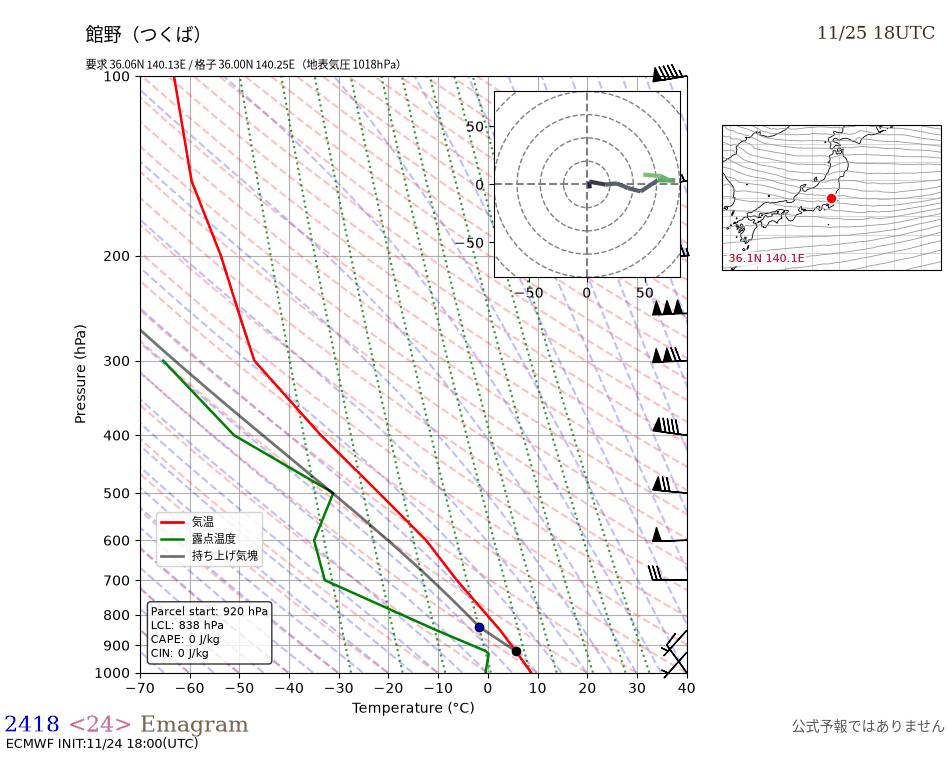 館野（つくば）
11/25 18UTC
要求 36.06N 140.13E / 格子 36.00N 140.25E（地表気圧 1018hPa）
100
200
300
400
500
600
700
800
900
1000
Pressure (hPa)
−70 −60 −50 −40 −30 −20 −10 0 10 20 30 40
Temperature (°C)
50
0
−50
−50 0 50
36.1N 140.1E
気温
露点温度
持ち上げ気塊
Parcel start: 920 hPa
LCL: 838 hPa
CAPE: 0 J/kg
CIN: 0 J/kg
2418 <24> Emagram
ECMWF INIT:11/24 18:00(UTC)
公式予報ではありません